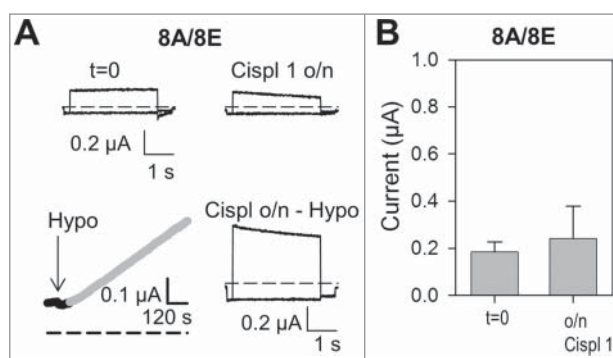 A
8A/8E
t=0
Cispl 1 o/n
0.2 µA
1 s
Hypo
0.1 µA
120 s
Cispl o/n - Hypo
0.2 µA
1 s
B
8A/8E
Current (µA)
1.0
0.8
0.6
0.4
0.2
0.0
t=0
o/n
Cispl 1